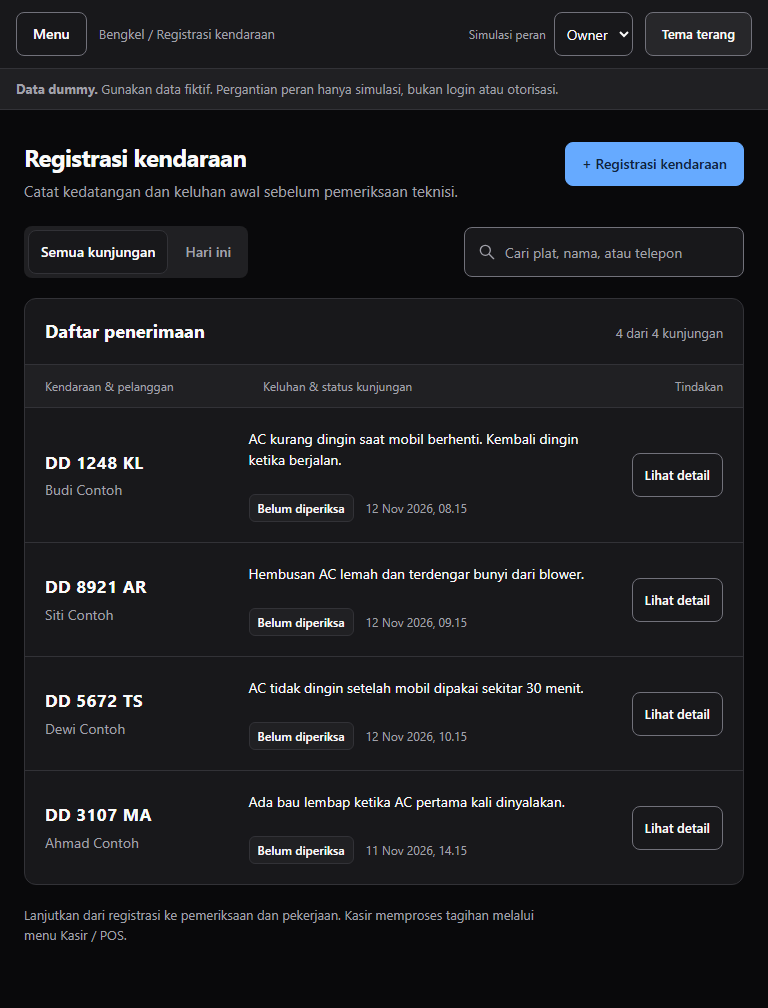 Menu
Bengkel / Registrasi kendaraan
Simulasi peran
Owner
Tema terang
Data dummy. Gunakan data fiktif. Pergantian peran hanya simulasi, bukan login atau otorisasi.
Registrasi kendaraan
Catat kedatangan dan keluhan awal sebelum pemeriksaan teknisi.
+ Registrasi kendaraan
Semua kunjungan
Hari ini
Cari plat, nama, atau telepon
Daftar penerimaan
4 dari 4 kunjungan
Kendaraan & pelanggan
Keluhan & status kunjungan
Tindakan
DD 1248 KL
Budi Contoh
AC kurang dingin saat mobil berhenti. Kembali dingin
ketika berjalan.
Belum diperiksa
12 Nov 2026, 08.15
Lihat detail
DD 8921 AR
Siti Contoh
Hembusan AC lemah dan terdengar bunyi dari blower.
Belum diperiksa
12 Nov 2026, 09.15
Lihat detail
DD 5672 TS
Dewi Contoh
AC tidak dingin setelah mobil dipakai sekitar 30 menit.
Belum diperiksa
12 Nov 2026, 10.15
Lihat detail
DD 3107 MA
Ahmad Contoh
Ada bau lembap ketika AC pertama kali dinyalakan.
Belum diperiksa
11 Nov 2026, 14.15
Lihat detail
Lanjutkan dari registrasi ke pemeriksaan dan pekerjaan. Kasir memproses tagihan melalui
menu Kasir / POS.